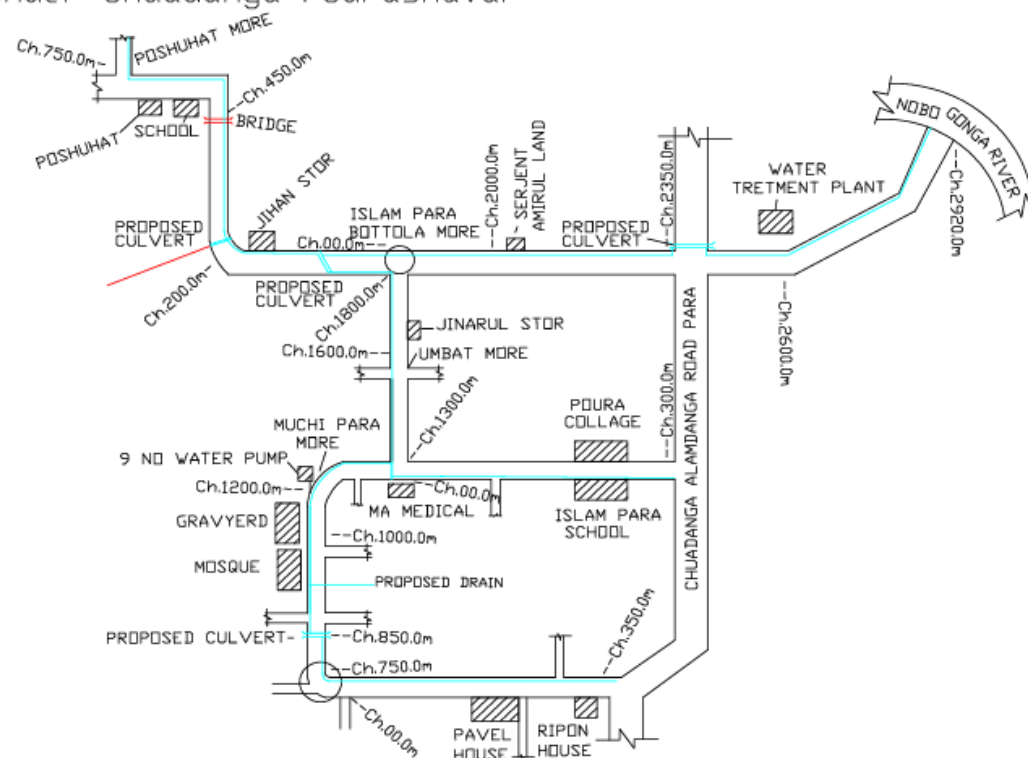 Chuadanga Pourashava
POSHUHAT MORE
Ch.750.0m
Ch.450.0m
BRIDGE
SCHOOL
POSHUHAT
JIHAN STOR
PROPOSED
CULVERT
Ch.200.0m
Ch.00.0m
ISLAM PARA
BOTTOLA MORE
Ch.2000.0m
SERJENT
AMIRUL LAND
PROPOSED
CULVERT
Ch.2350.0m
WATER
TRETMENT PLANT
NOBO GONGA RIVER
Ch.2920.0m
Ch.2600.0m
PROPOSED
CULVERT
Ch.1800.0m
JINARUL STOR
Ch.1600.0m
UMBAT MORE
Ch.1300.0m
POURA
COLLAGE
Ch.300.0m
CHUADANGA ALAMDANGA ROAD PARA
MUCHI PARA
MORE
9 NO WATER PUMP
Ch.1200.0m
Ch.00.0m
MA MEDICAL
ISLAM PARA
SCHOOL
GRAVYERD
Ch.1000.0m
MOSQUE
PROPOSED DRAIN
PROPOSED CULVERT
Ch.850.0m
Ch.750.0m
Ch.350.0m
Ch.00.0m
PAVEL
HOUSE
RIPON
HOUSE